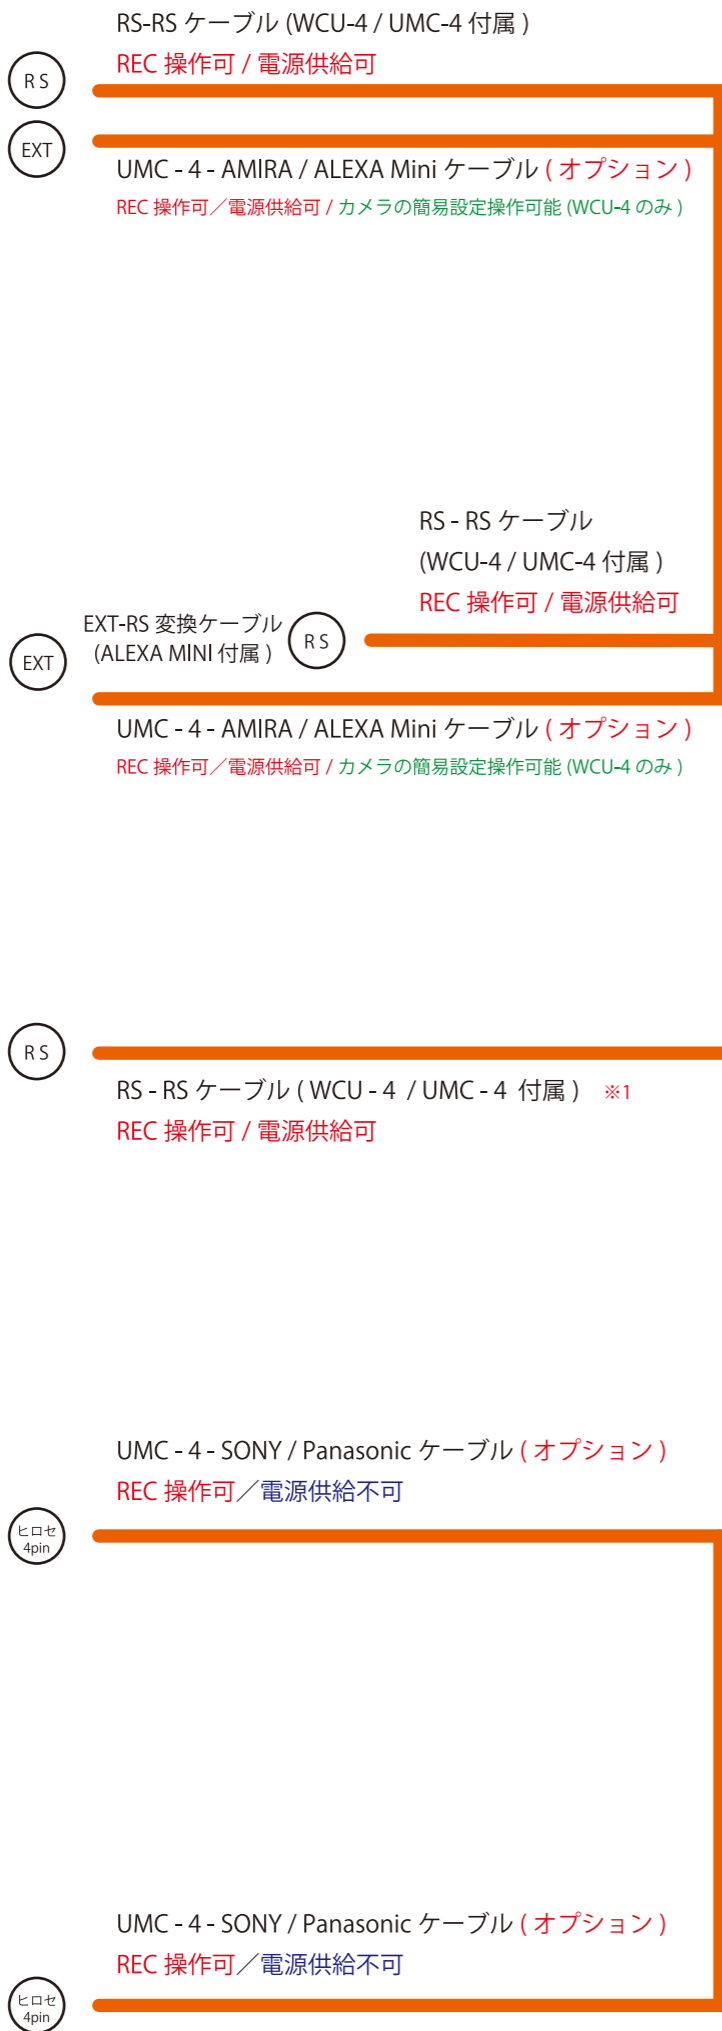 RS-RS ケーブル (WCU-4 / UMC-4 付属 )
REC 操作可 / 電源供給可
R S
EXT
UMC - 4 - AMIRA / ALEXA Mini ケーブル ( オプション )
REC 操作可／電源供給可 / カメラの簡易設定操作可能 (WCU-4 のみ )
RS - RS ケーブル
(WCU-4 / UMC-4 付属 )
REC 操作可 / 電源供給可
EXT-RS 変換ケーブル
(ALEXA MINI 付属 )
R S
EXT
UMC - 4 - AMIRA / ALEXA Mini ケーブル ( オプション )
REC 操作可／電源供給可 / カメラの簡易設定操作可能 (WCU-4 のみ )
R S
RS - RS ケーブル ( WCU - 4 / UMC - 4 付属 ) ※1
REC 操作可 / 電源供給可
UMC - 4 - SONY / Panasonic ケーブル ( オプション )
REC 操作可／電源供給不可
ヒロセ
4pin
UMC - 4 - SONY / Panasonic ケーブル ( オプション )
REC 操作可／電源供給不可
ヒロセ
4pin